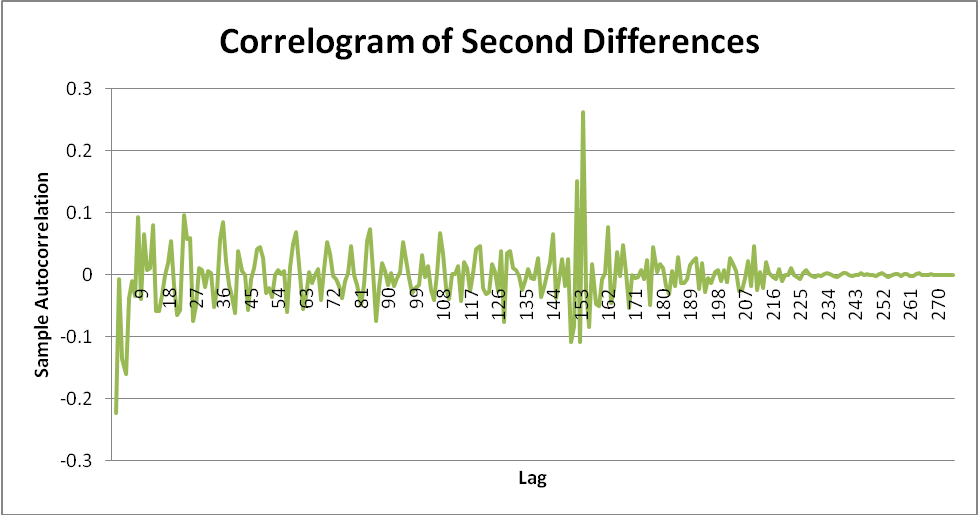 Correlogram of Second Differences
0.3
0.2
0.1
0
-0.1
-0.2
-0.3
Sample Autocorrelation
9 18 27 36 45 54 63 72 81 90 99 108 117 126 135 144 153 162 171 180 189 198 207 216 225 234 243 252 261 270
Lag